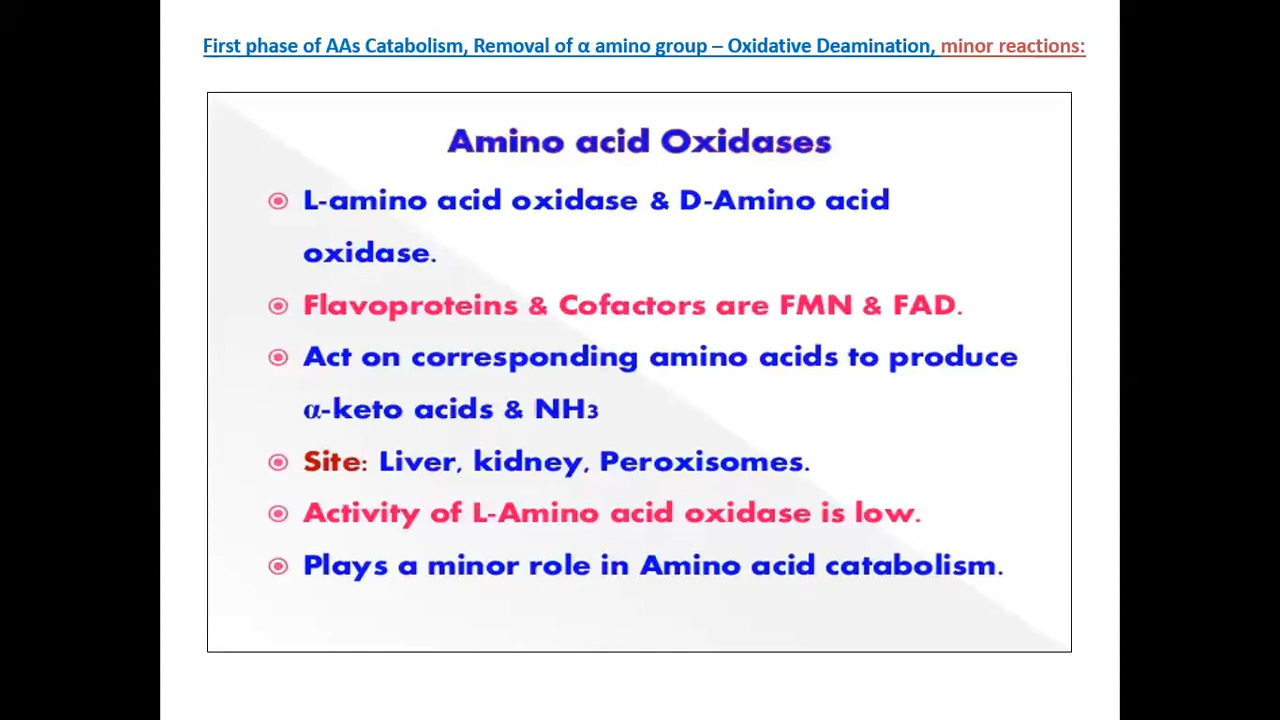 First phase of AAs Catabolism, Removal of α amino group – Oxidative Deamination, minor reactions:
Amino acid Oxidases
L-amino acid oxidase & D-Amino acid
oxidase.
Flavoproteins & Cofactors are FMN & FAD.
Act on corresponding amino acids to produce
α-keto acids & NH₃
Site: Liver, kidney, Peroxisomes.
Activity of L-Amino acid oxidase is low.
Plays a minor role in Amino acid catabolism.